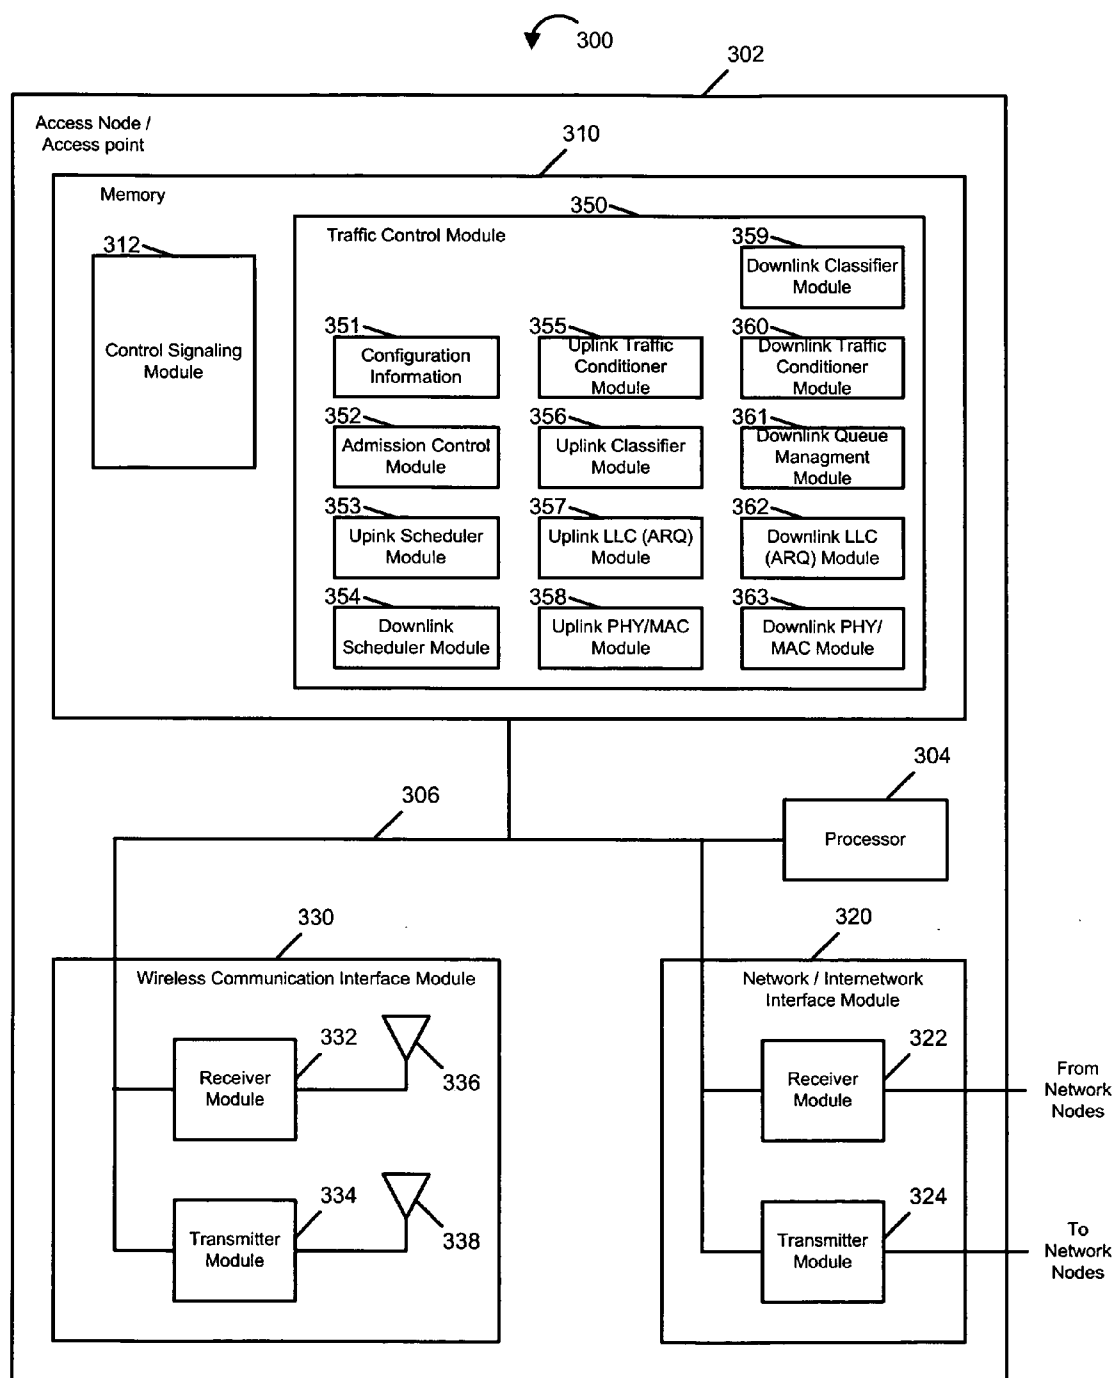 300
302
Access Node /
Access point
310
Memory
350
Traffic Control Module
312
Control Signaling
Module
359
Downlink Classifier
Module
351
Configuration
Information
355
Uplink Traffic
Conditioner
Module
360
Downlink Traffic
Conditioner
Module
352
Admission Control
Module
356
Uplink Classifier
Module
361
Downlink Queue
Managment
Module
353
Upink Scheduler
Module
357
Uplink LLC (ARQ)
Module
362
Downlink LLC
(ARQ) Module
354
Downlink
Scheduler Module
358
Uplink PHY/MAC
Module
363
Downlink PHY/
MAC Module
304
Processor
306
330
Wireless Communication Interface Module
332
Receiver
Module
336
334
Transmitter
Module
338
320
Network / Internetwork
Interface Module
322
Receiver
Module
From
Network
Nodes
324
Transmitter
Module
To
Network
Nodes